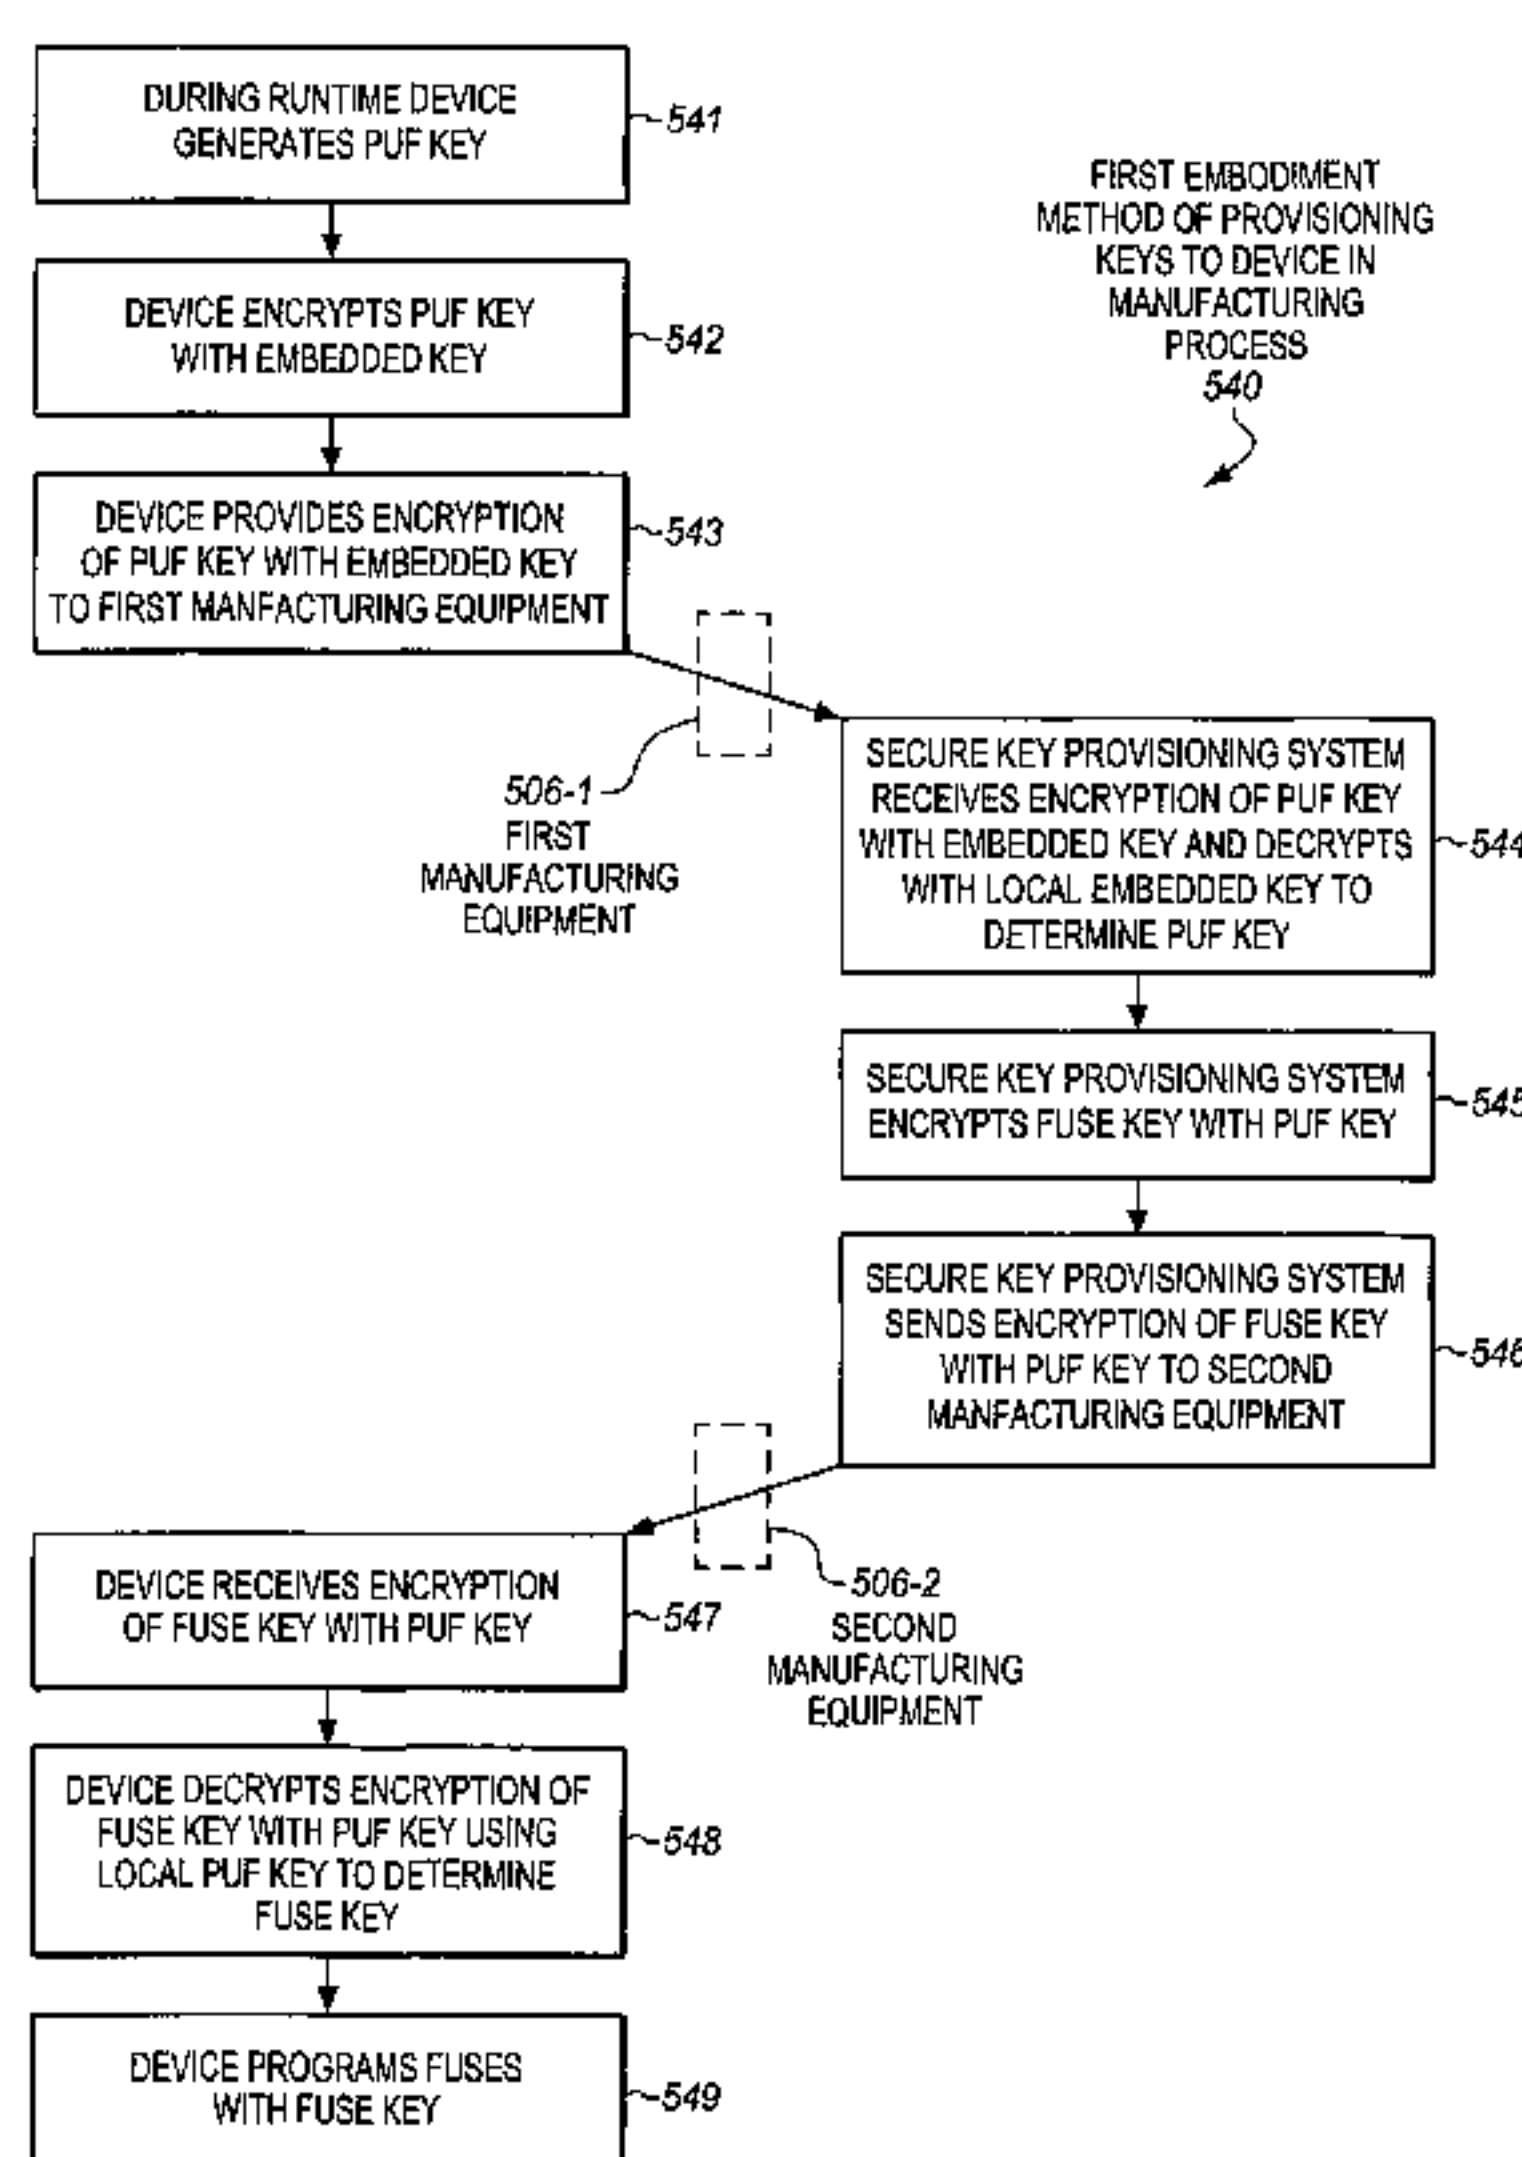 DURING RUNTIME DEVICE
GENERATES PUF KEY
541
FIRST EMBODIMENT
METHOD OF PROVISIONING
KEYS TO DEVICE IN
MANUFACTURING
PROCESS
540
DEVICE ENCRYPTS PUF KEY
WITH EMBEDDED KEY
542
DEVICE PROVIDES ENCRYPTION
OF PUF KEY WITH EMBEDDED KEY
TO FIRST MANFACTURING EQUIPMENT
543
506-1
FIRST
MANUFACTURING
EQUIPMENT
SECURE KEY PROVISIONING SYSTEM
RECEIVES ENCRYPTION OF PUF KEY
WITH EMBEDDED KEY AND DECRYPTS
WITH LOCAL EMBEDDED KEY TO
DETERMINE PUF KEY
544
SECURE KEY PROVISIONING SYSTEM
ENCRYPTS FUSE KEY WITH PUF KEY
545
SECURE KEY PROVISIONING SYSTEM
SENDS ENCRYPTION OF FUSE KEY
WITH PUF KEY TO SECOND
MANFACTURING EQUIPMENT
546
506-2
SECOND
MANUFACTURING
EQUIPMENT
DEVICE RECEIVES ENCRYPTION
OF FUSE KEY WITH PUF KEY
547
DEVICE DECRYPTS ENCRYPTION OF
FUSE KEY WITH PUF KEY USING
LOCAL PUF KEY TO DETERMINE
FUSE KEY
548
DEVICE PROGRAMS FUSES
WITH FUSE KEY
549